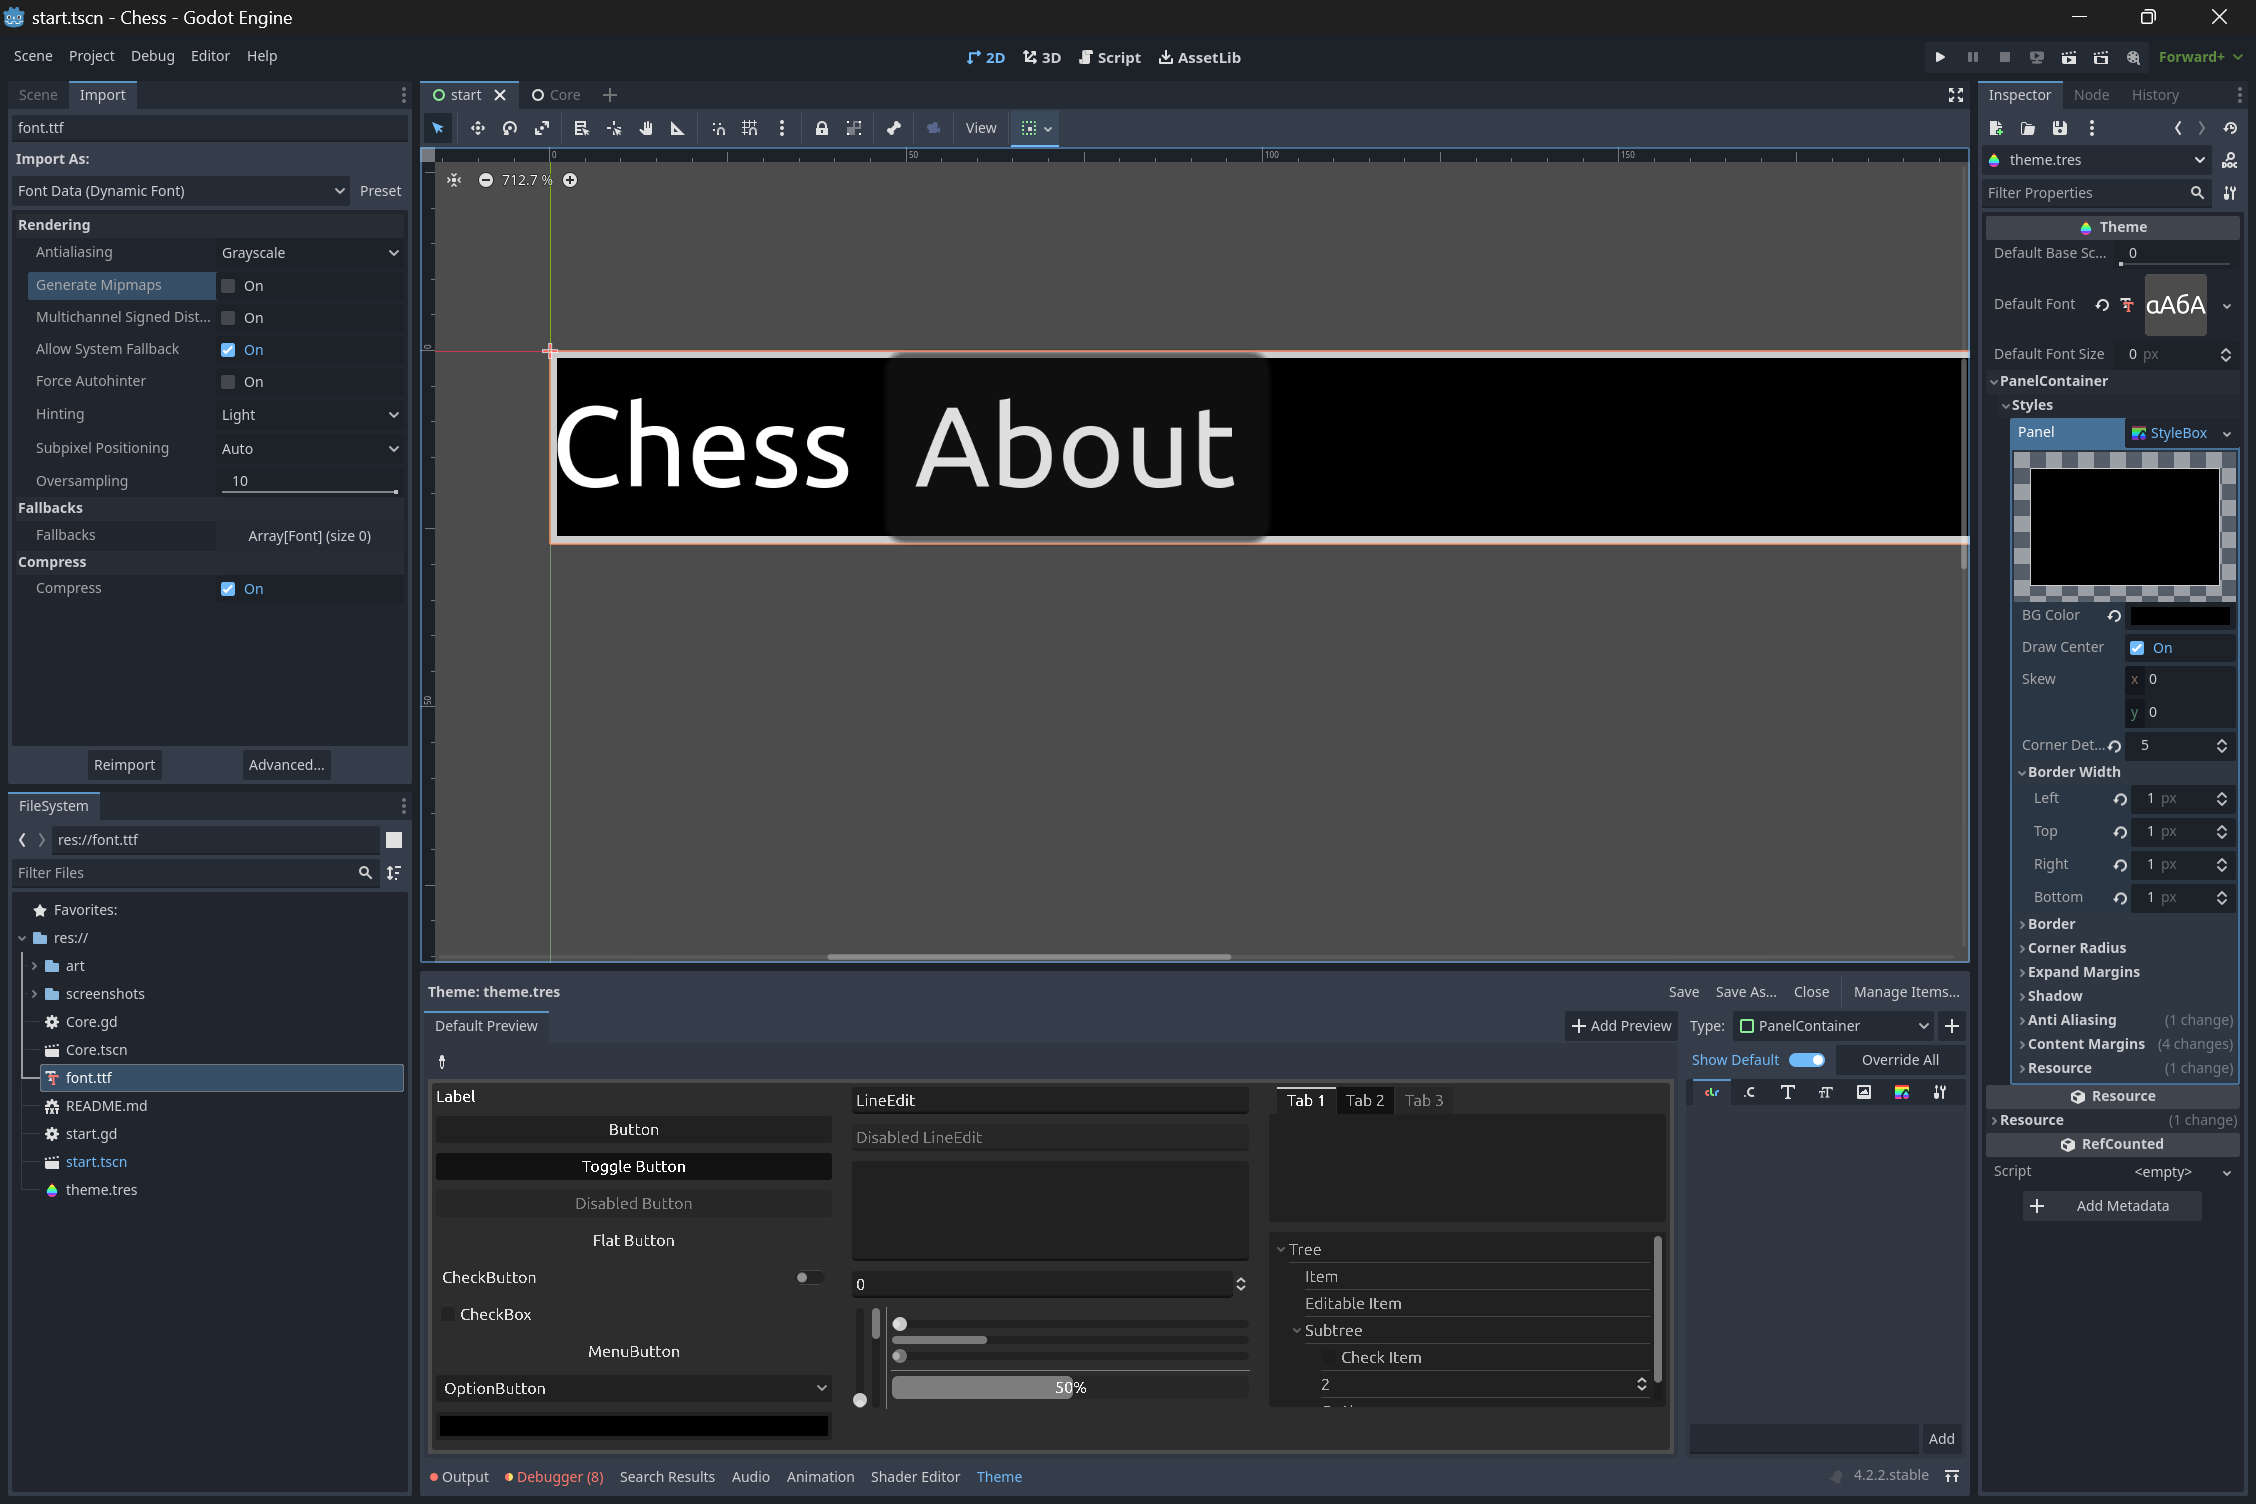 start.tscn - Chess - Godot Engine
Scene Project Debug Editor Help
2D 3D Script AssetLib
Forward+
Scene Import
font.ttf
Import As:
Font Data (Dynamic Font) Preset
Rendering
Antialiasing Grayscale
Generate Mipmaps On
Multichannel Signed Dist... On
Allow System Fallback On
Force Autohinter On
Hinting Light
Subpixel Positioning Auto
Oversampling 10
Fallbacks
Fallbacks Array[Font] (size 0)
Compress
Compress On
Reimport Advanced...
FileSystem
res://font.ttf
Filter Files
Favorites:
res://
art
screenshots
Core.gd
Core.tscn
font.ttf
README.md
start.gd
start.tscn
theme.tres
start Core
View
0 50 100 150
712.7 %
0
50
Chess About
Theme: theme.tres Save Save As... Close Manage Items...
Default Preview Add Preview
Type: PanelContainer
Show Default Override All
Label
Button
Toggle Button
Disabled Button
Flat Button
CheckButton
CheckBox
MenuButton
OptionButton
LineEdit
Disabled LineEdit
0
50%
Tab 1 Tab 2 Tab 3
Tree
Item
Editable Item
Subtree
Check Item
2
clr .C T
Add
Output Debugger (8) Search Results Audio Animation Shader Editor Theme
4.2.2.stable
Inspector Node History
theme.tres DOC
Filter Properties
Theme
Default Base Sc... 0
Default Font aAбA
Default Font Size 0 px
PanelContainer
Styles
Panel StyleBox
BG Color
Draw Center On
Skew x 0
y 0
Corner Det... 5
Border Width
Left 1 px
Top 1 px
Right 1 px
Bottom 1 px
Border
Corner Radius
Expand Margins
Shadow
Anti Aliasing (1 change)
Content Margins (4 changes)
Resource (1 change)
Resource
Resource (1 change)
RefCounted
Script <empty>
Add Metadata